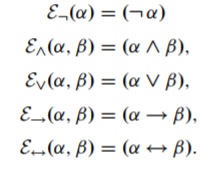 ℰ¬(α) = (¬ α)
ℰ∧(α, β) = (α ∧ β),
ℰ∨(α, β) = (α ∨ β),
ℰ→(α, β) = (α → β),
ℰ↔(α, β) = (α ↔ β).